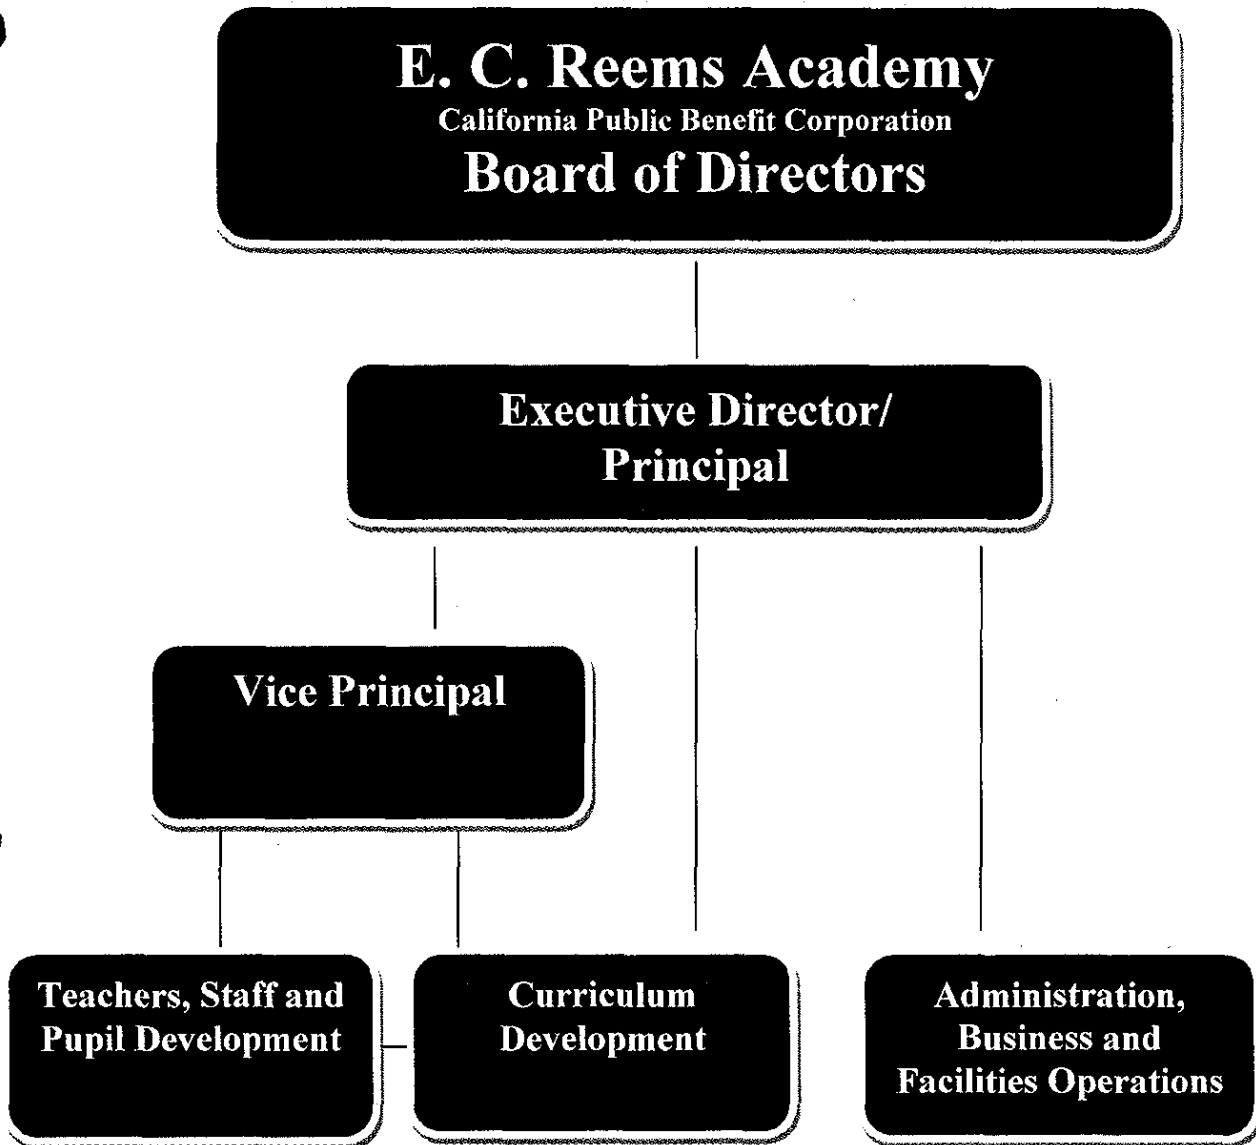 E. C. Reems Academy
California Public Benefit Corporation
Board of Directors
Executive Director/
Principal
Vice Principal
Teachers, Staff and
Pupil Development
Curriculum
Development
Administration,
Business and
Facilities Operations